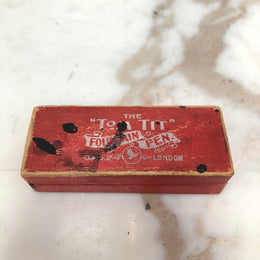 THE
"TOM TIT"
FOUNTAIN PEN.
LONDON